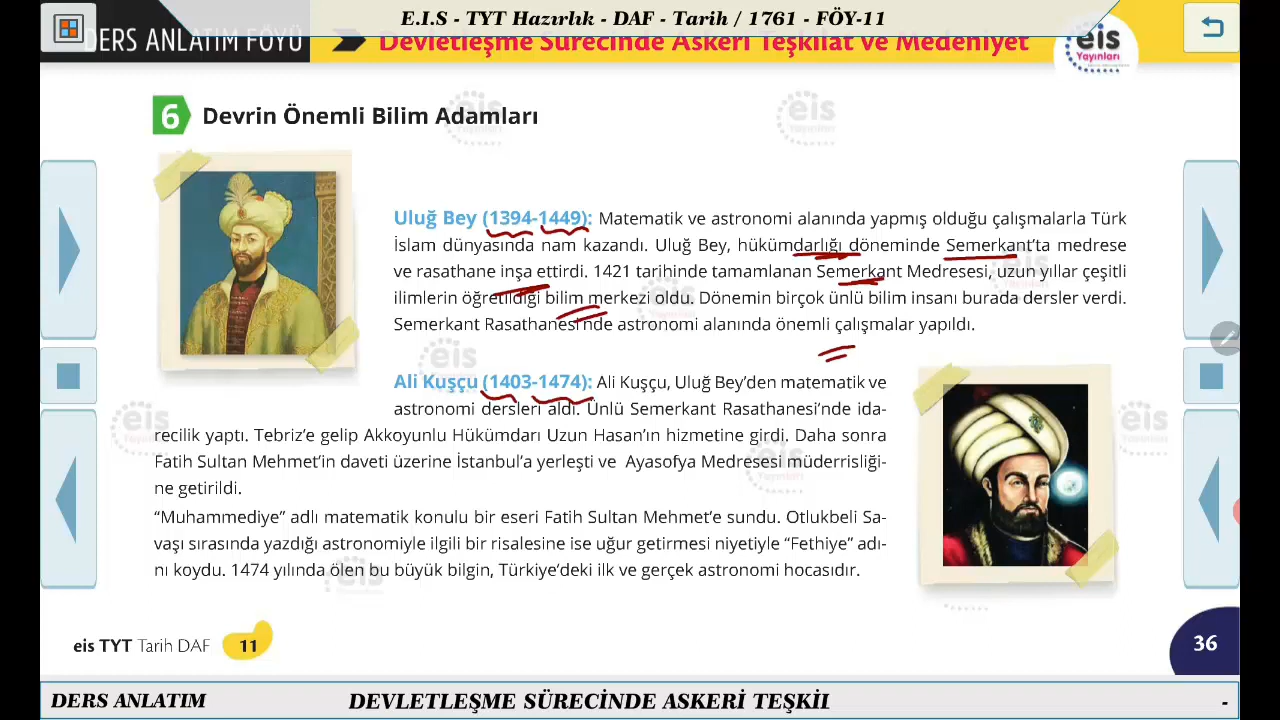 E.I.S - TYT Hazırlık - DAF - Tarih / 1761 - FÖY-11
DERS ANLATIM FÖYÜ
Devletleşme Sürecinde Askeri Teşkilat ve Medeniyet
eis
Yayınları
6 Devrin Önemli Bilim Adamları
Uluğ Bey (1394-1449): Matematik ve astronomi alanında yapmış olduğu çalışmalarla Türk
İslam dünyasında nam kazandı. Uluğ Bey, hükümdarlığı döneminde Semerkant'ta medrese
ve rasathane inşa ettirdi. 1421 tarihinde tamamlanan Semerkant Medresesi, uzun yıllar çeşitli
ilimlerin öğretildiği bilim merkezi oldu. Dönemin birçok ünlü bilim insanı burada dersler verdi.
Semerkant Rasathanesi'nde astronomi alanında önemli çalışmalar yapıldı.
Ali Kuşçu (1403-1474): Ali Kuşçu, Uluğ Bey'den matematik ve
astronomi dersleri aldı. Ünlü Semerkant Rasathanesi'nde ida-
recilik yaptı. Tebriz'e gelip Akkoyunlu Hükümdarı Uzun Hasan'ın hizmetine girdi. Daha sonra
Fatih Sultan Mehmet'in daveti üzerine İstanbul'a yerleşti ve Ayasofya Medresesi müderrisliği-
ne getirildi.
"Muhammediye" adlı matematik konulu bir eseri Fatih Sultan Mehmet'e sundu. Otlukbeli Sa-
vaşı sırasında yazdığı astronomiyle ilgili bir risalesine ise uğur getirmesi niyetiyle "Fethiye" adı-
nı koydu. 1474 yılında ölen bu büyük bilgin, Türkiye'deki ilk ve gerçek astronomi hocasıdır.
eis TYT Tarih DAF 11
36
DERS ANLATIM DEVLETLEŞME SÜRECİNDE ASKERİ TEŞKİI -